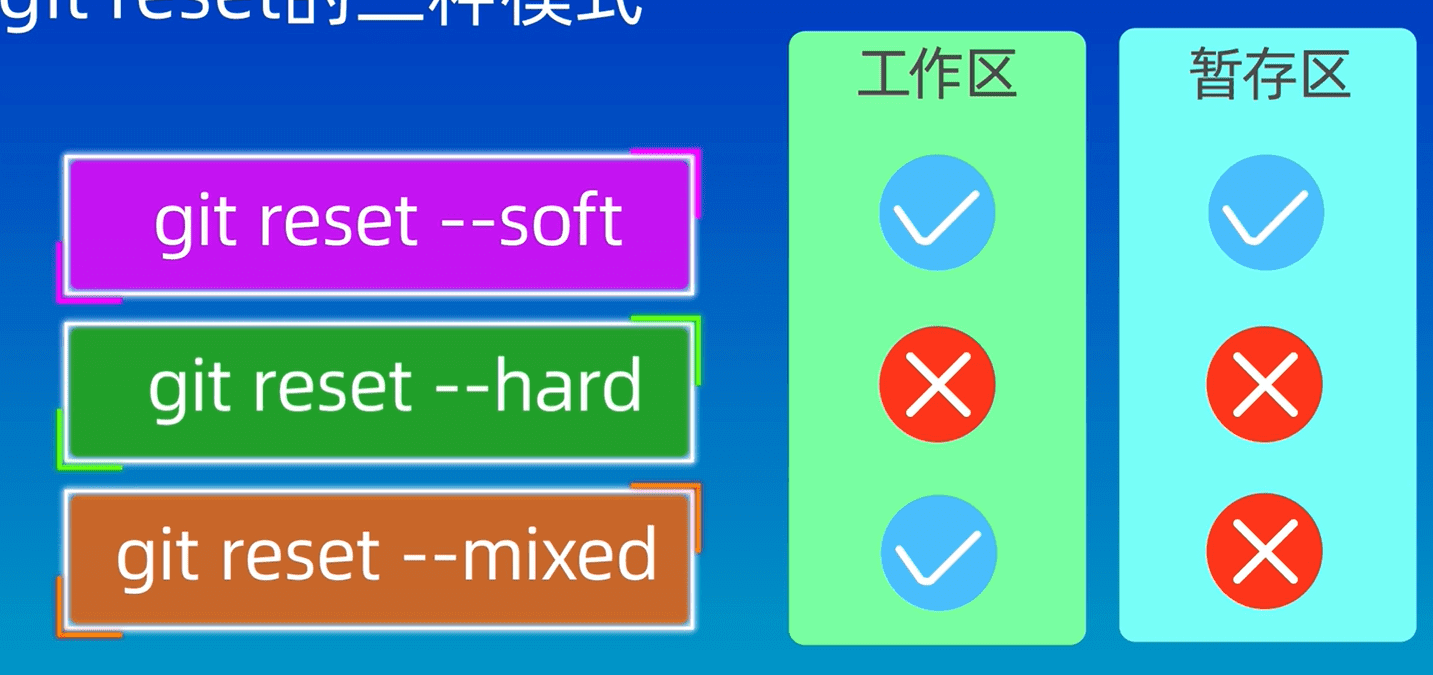 git reset的三种模式
工作区
暂存区
git reset --soft
git reset --hard
git reset --mixed